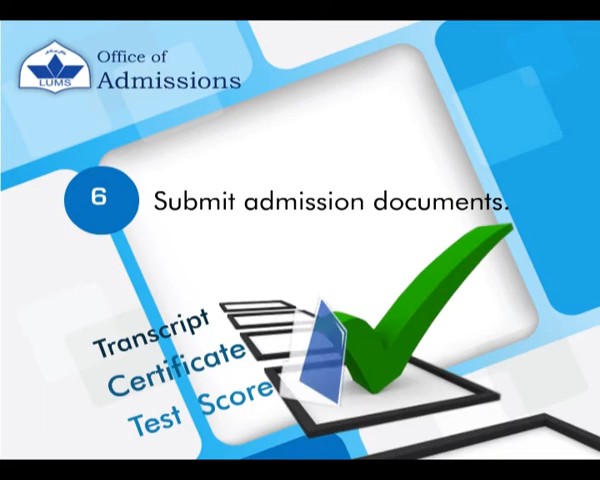 LUMS
Office of
Admissions
6
Submit admission documents.
Transcript
Certificate
Test Score